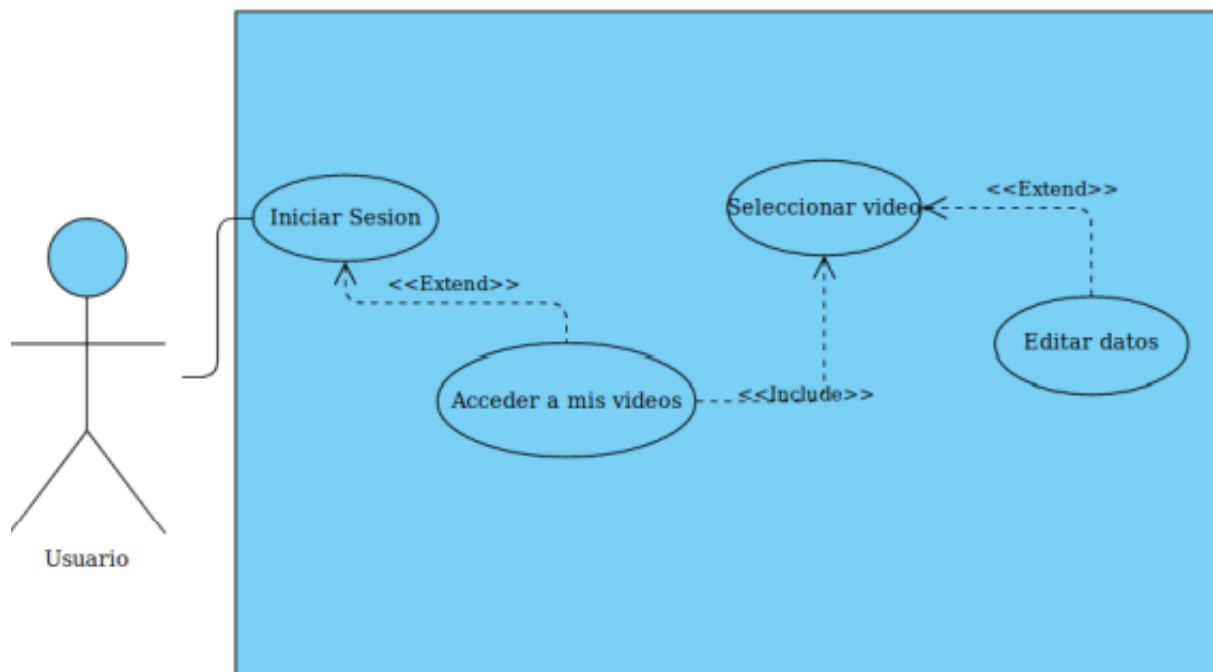 Iniciar Sesion
Seleccionar video
<<Extend>>
<<Extend>>
Editar datos
Acceder a mis videos
<<Include>>
Usuario